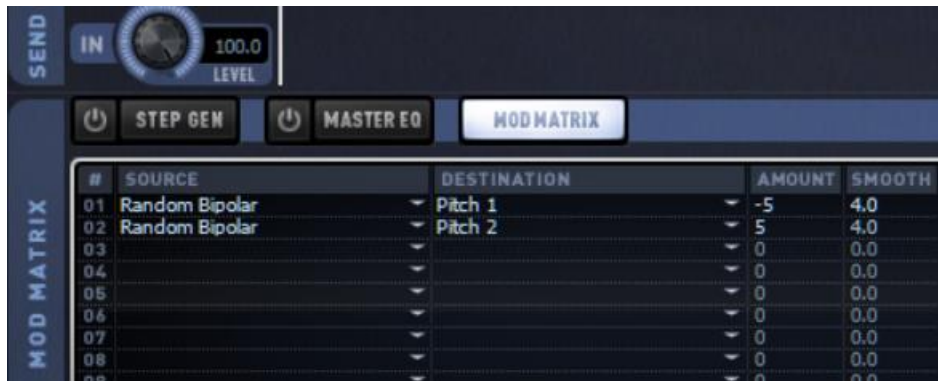 SEND
IN
100.0
LEVEL
STEP GEN MASTER EQ MOD MATRIX
MOD MATRIX
# SOURCE DESTINATION AMOUNT SMOOTH
01 Random Bipolar Pitch 1 -5 4.0
02 Random Bipolar Pitch 2 5 4.0
03 0 0.0
04 0 0.0
05 0 0.0
06 0 0.0
07 0 0.0
08 0 0.0